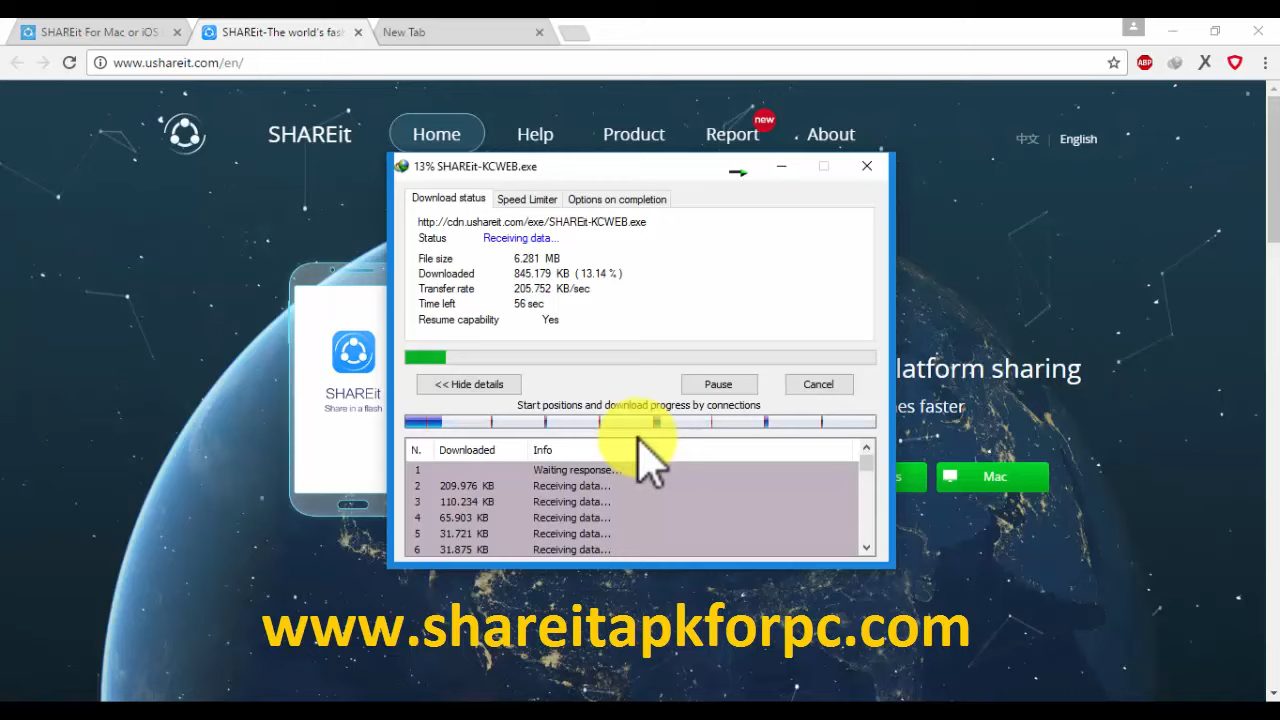 SHAREit For Mac or iOS
SHAREit-The world's fas
New Tab
www.ushareit.com/en/
ABP
SHAREit
Home
Help
Product
Report
new
About
中文
English
13% SHAREit-KCWEB.exe
Download status
Speed Limiter
Options on completion
http://cdn.ushareit.com/exe/SHAREit-KCWEB.exe
Status Receiving data...
File size 6.281 MB
Downloaded 845.179 KB ( 13.14 % )
Transfer rate 205.752 KB/sec
Time left 56 sec
Resume capability Yes
<< Hide details
Pause
Cancel
Start positions and download progress by connections
N. Downloaded Info
1 Waiting response...
2 209.976 KB Receiving data...
3 110.234 KB Receiving data...
4 65.903 KB Receiving data...
5 31.721 KB Receiving data...
6 31.875 KB Receiving data...
SHAREit
Share in a flash
latform sharing
es faster
s
Mac
www.shareitapkforpc.com